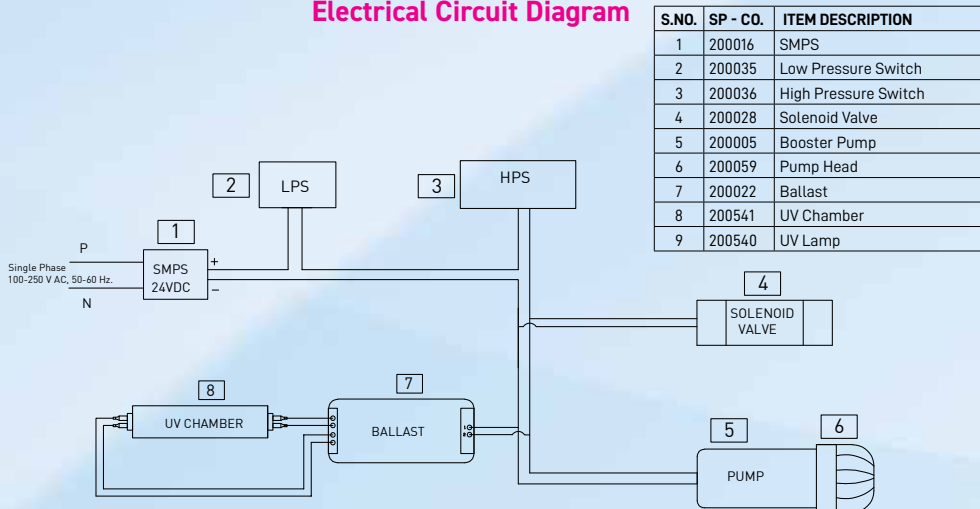 Electrical Circuit Diagram
S.NO. SP - CO. ITEM DESCRIPTION
1 200016 SMPS
2 200035 Low Pressure Switch
3 200036 High Pressure Switch
4 200028 Solenoid Valve
5 200005 Booster Pump
6 200059 Pump Head
7 200022 Ballast
8 200541 UV Chamber
9 200540 UV Lamp
2 LPS
3 HPS
1
P
Single Phase
100-250 V AC, 50-60 Hz.
N
SMPS
24VDC
+
–
4
SOLENOID
VALVE
8
UV CHAMBER
7
BALLAST
5
6
PUMP